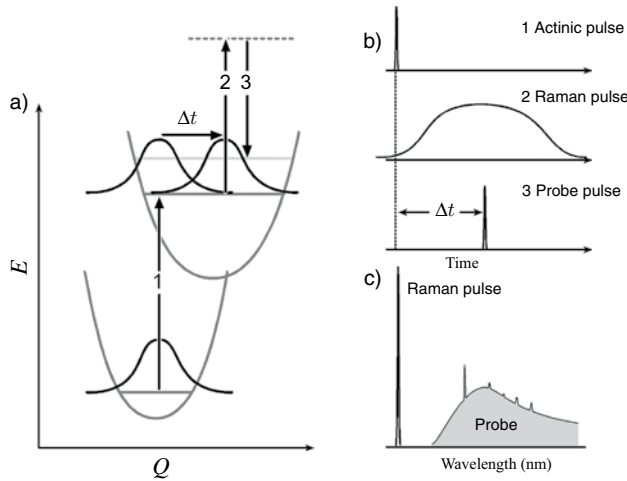 a)
E
Q
Δt
2
3
1
b)
1 Actinic pulse
2 Raman pulse
3 Probe pulse
Δt
Time
c)
Raman pulse
Probe
Wavelength (nm)